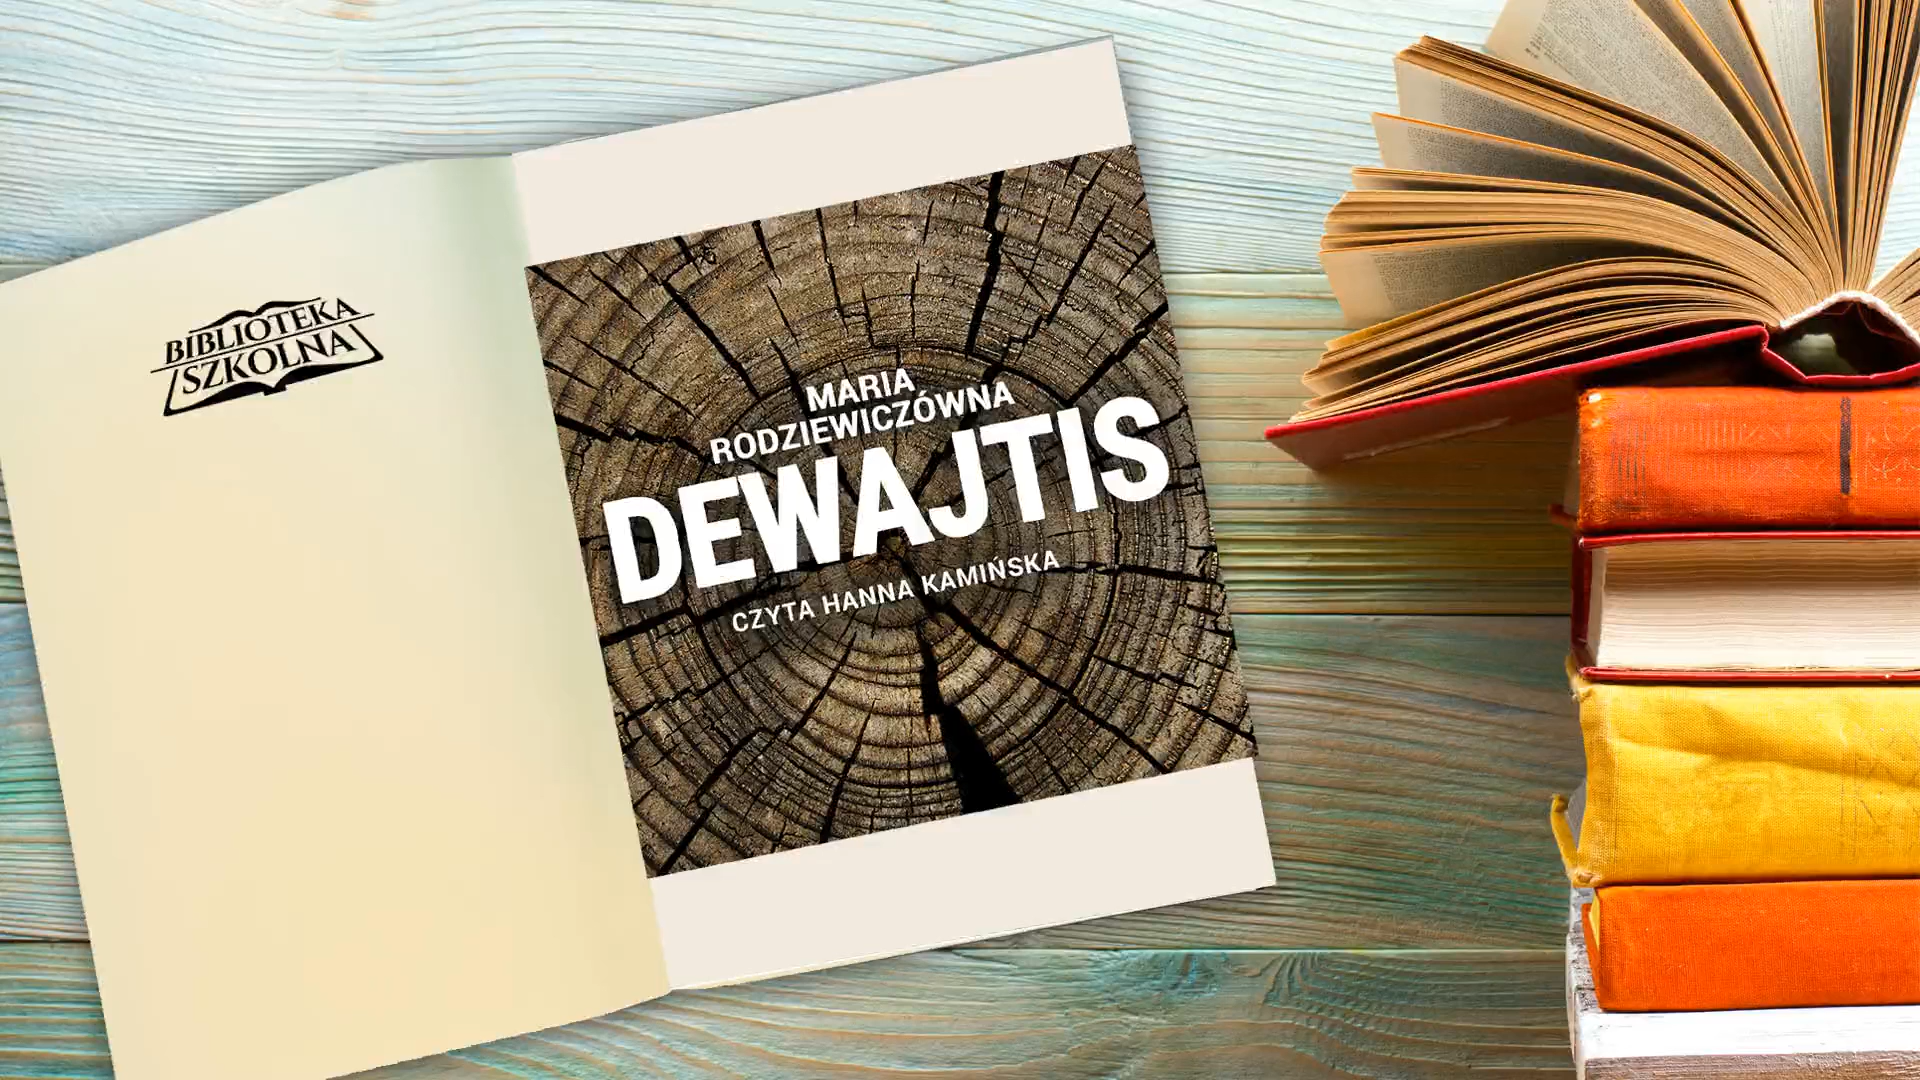 BIBLIOTEKA
SZKOLNA
MARIA
RODZIEWICZÓWNA
DEWAJTIS
CZYTA HANNA KAMIŃSKA